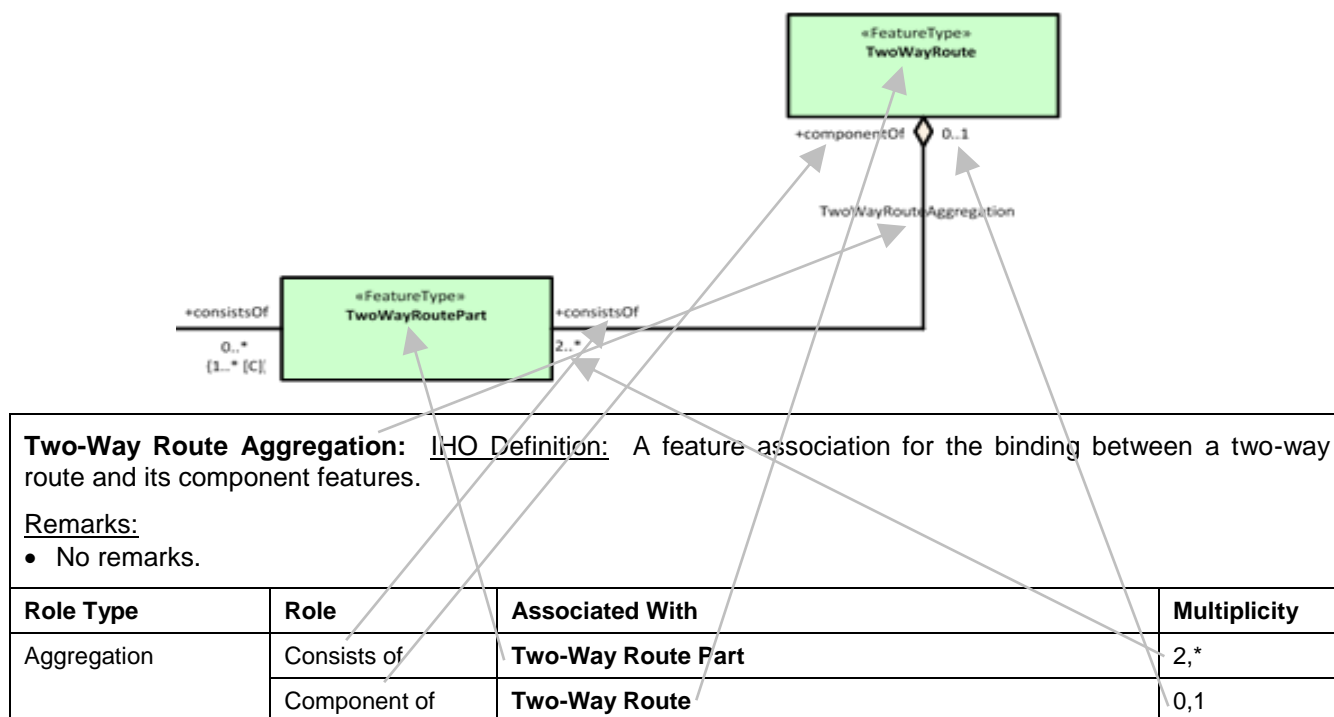 «FeatureType»
TwoWayRoute
+componentOf 0..1
TwoWayRouteAggregation
«FeatureType»
TwoWayRoutePart
+consistsOf
0..*
{1..* [C]
+consistsOf
2..*
Two-Way Route Aggregation: IHO Definition: A feature association for the binding between a two-way
route and its component features.
Remarks:
• No remarks.
Role Type Role Associated With Multiplicity
Aggregation Consists of Two-Way Route Part 2,*
Component of Two-Way Route 0,1